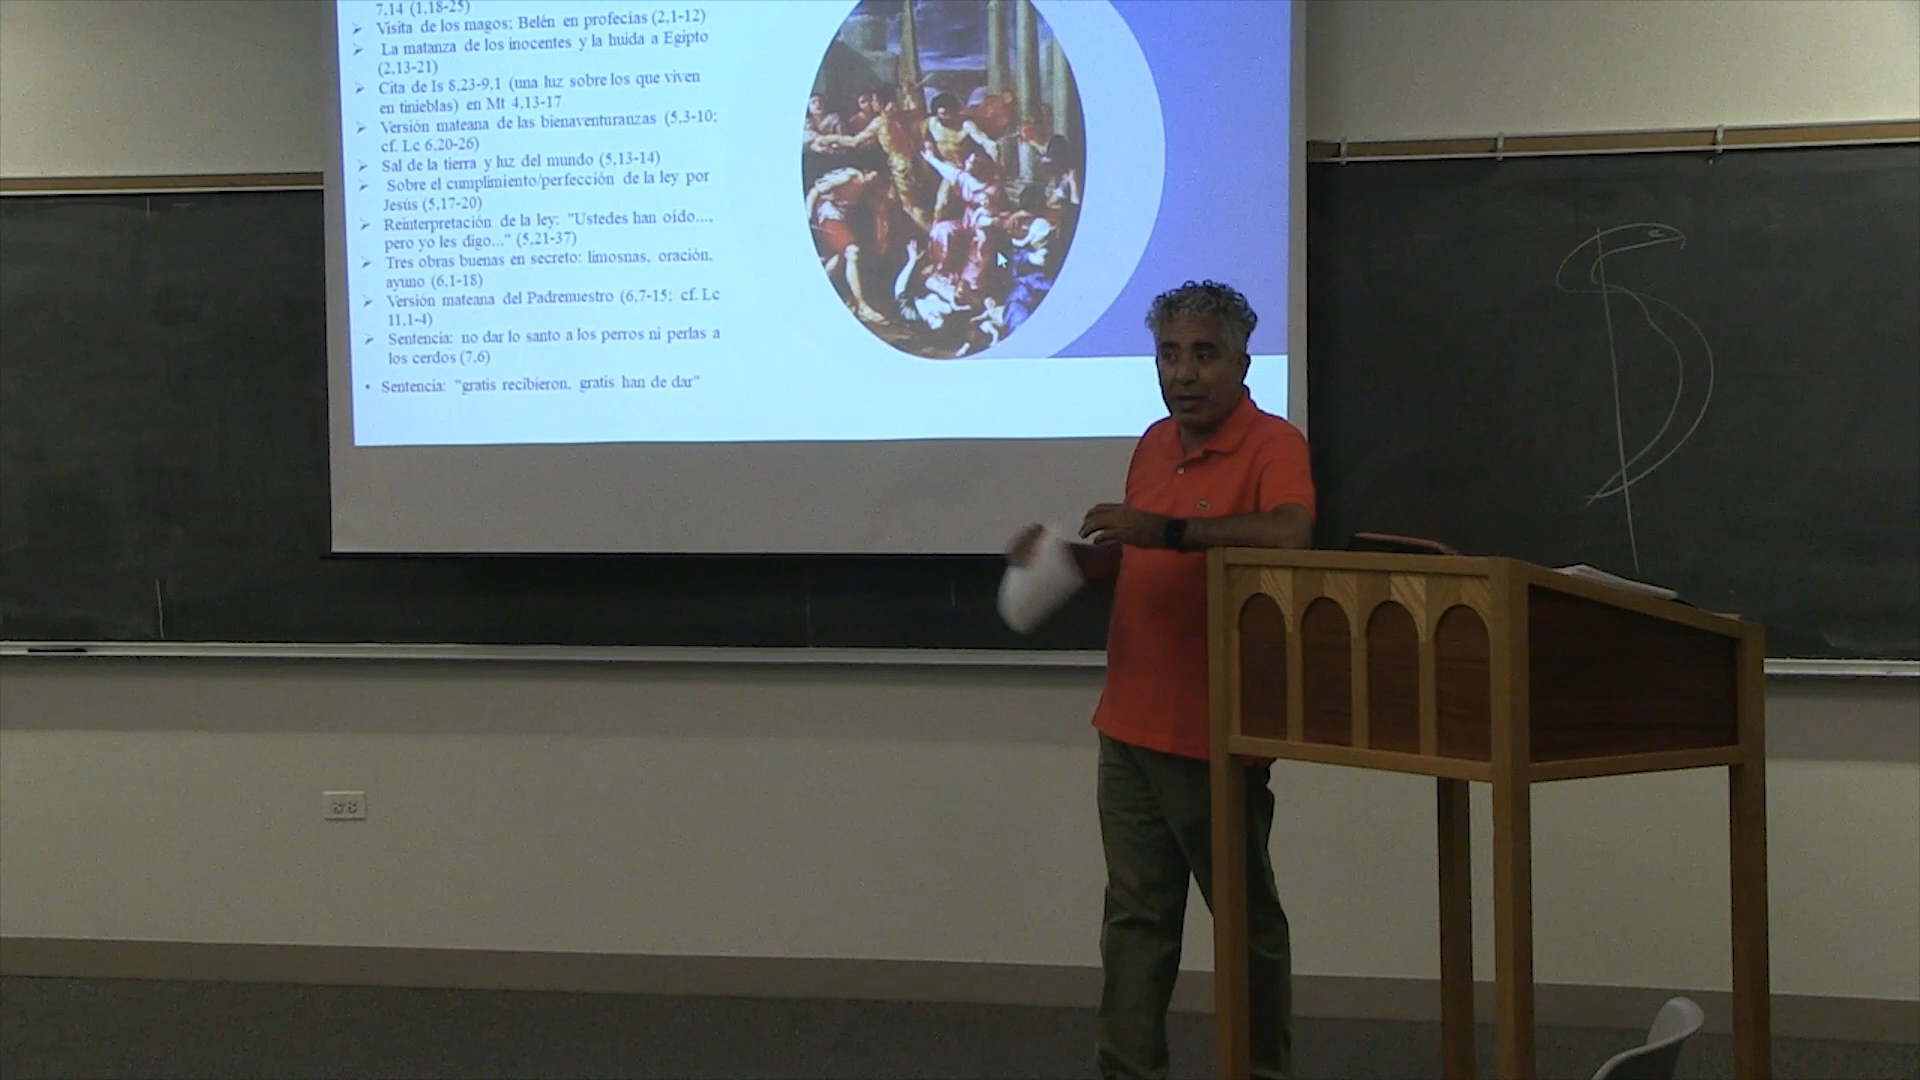 7,14 (1,18-25)
➢ Visita de los magos; Belén en profecías (2,1-12)
➢ La matanza de los inocentes y la huida a Egipto
(2,13-21)
➢ Cita de Is 8,23-9,1 (una luz sobre los que viven
en tinieblas) en Mt 4,13-17
➢ Versión mateana de las bienaventuranzas (5,3-10;
cf. Lc 6,20-26)
➢ Sal de la tierra y luz del mundo (5,13-14)
➢ Sobre el cumplimiento/perfección de la ley por
Jesús (5,17-20)
➢ Reinterpretación de la ley: "Ustedes han oído...,
pero yo les digo..." (5,21-37)
➢ Tres obras buenas en secreto: limosnas, oración,
ayuno (6,1-18)
➢ Versión mateana del Padrenuestro (6,7-15; cf. Lc
11,1-4)
➢ Sentencia: no dar lo santo a los perros ni perlas a
los cerdos (7,6)
• Sentencia: "gratis recibieron, gratis han de dar"